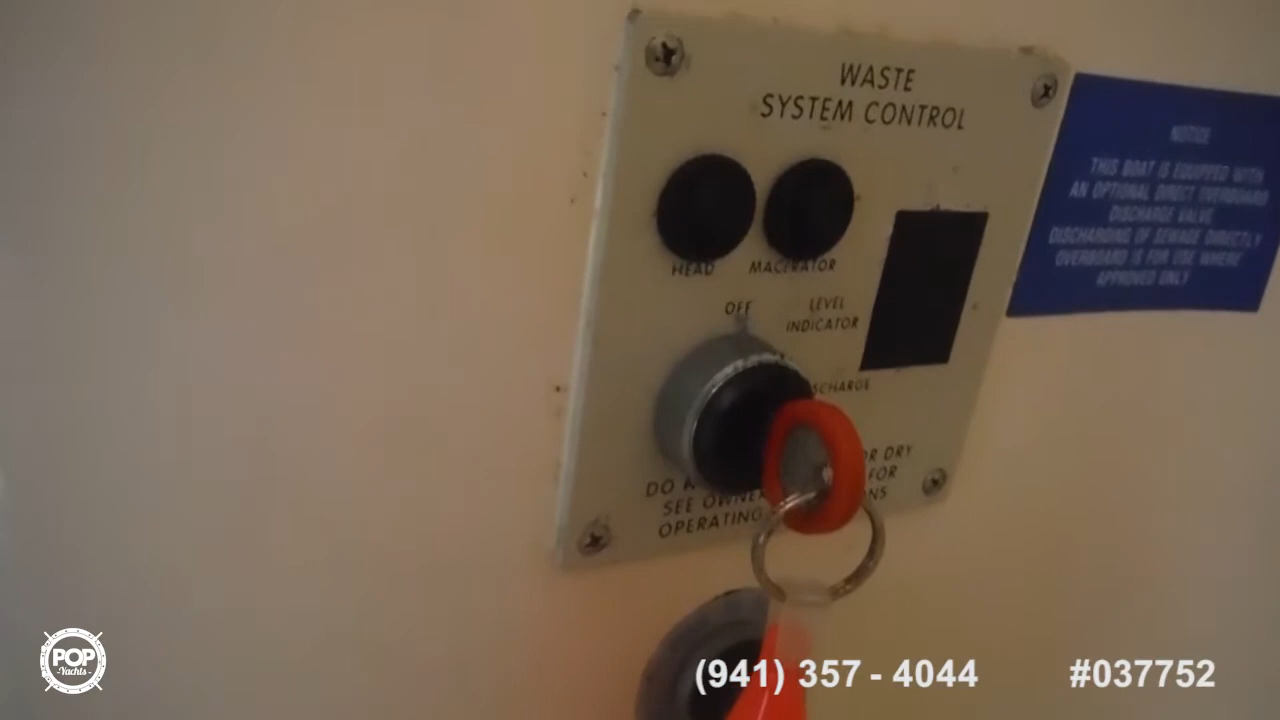 WASTE
SYSTEM CONTROL
HEAD MACERATOR
OFF
LEVEL
INDICATOR
SCHARGE
DO N OR DRY
SEE OWNER FOR
OPERATING NS
NOTICE
THIS BOAT IS EQUIPPED WITH
AN OPTIONAL DIRECT OVERBOARD
DISCHARGE VALVE
DISCHARGING OF SEWAGE DIRECTLY
OVERBOARD IS FOR USE WHERE
APPROVED ONLY
POP
-Yachts-
(941) 357 - 4044 #037752